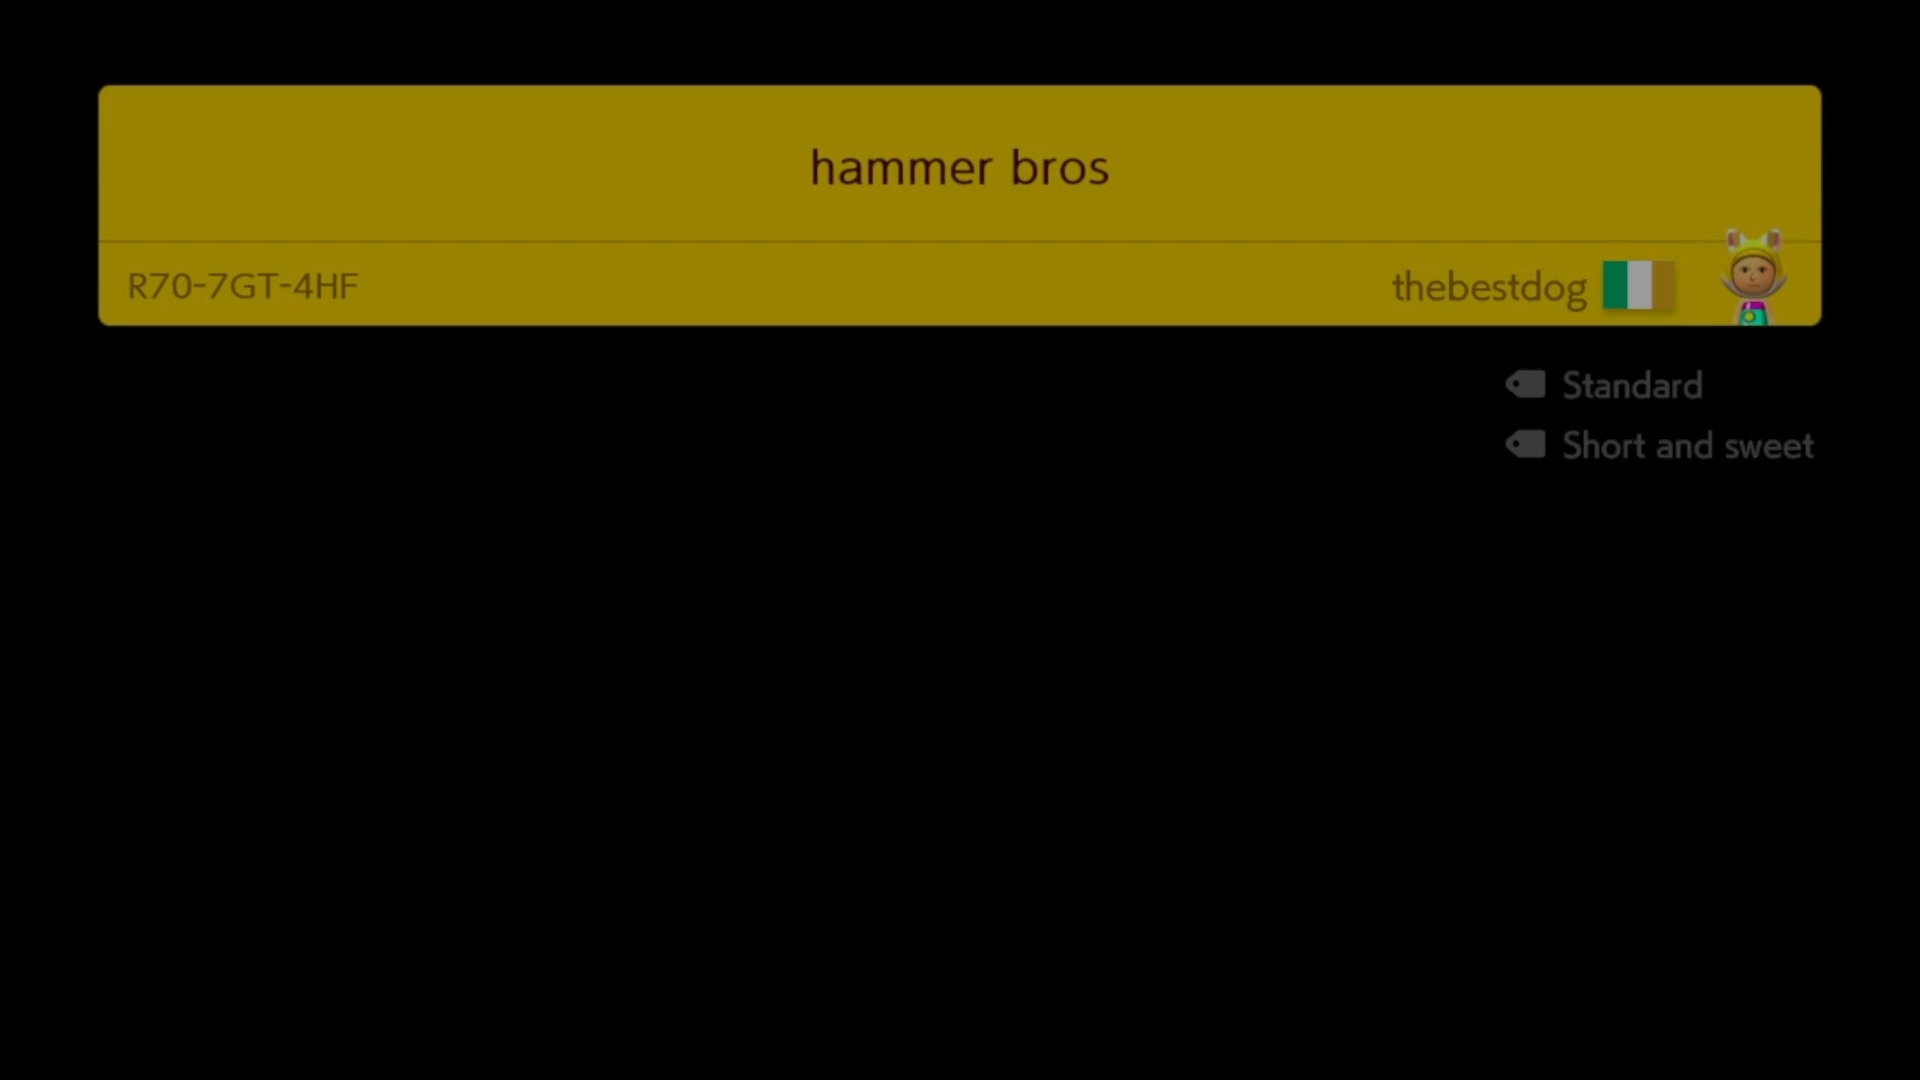 hammer bros
R70-7GT-4HF
thebestdog
Standard
Short and sweet